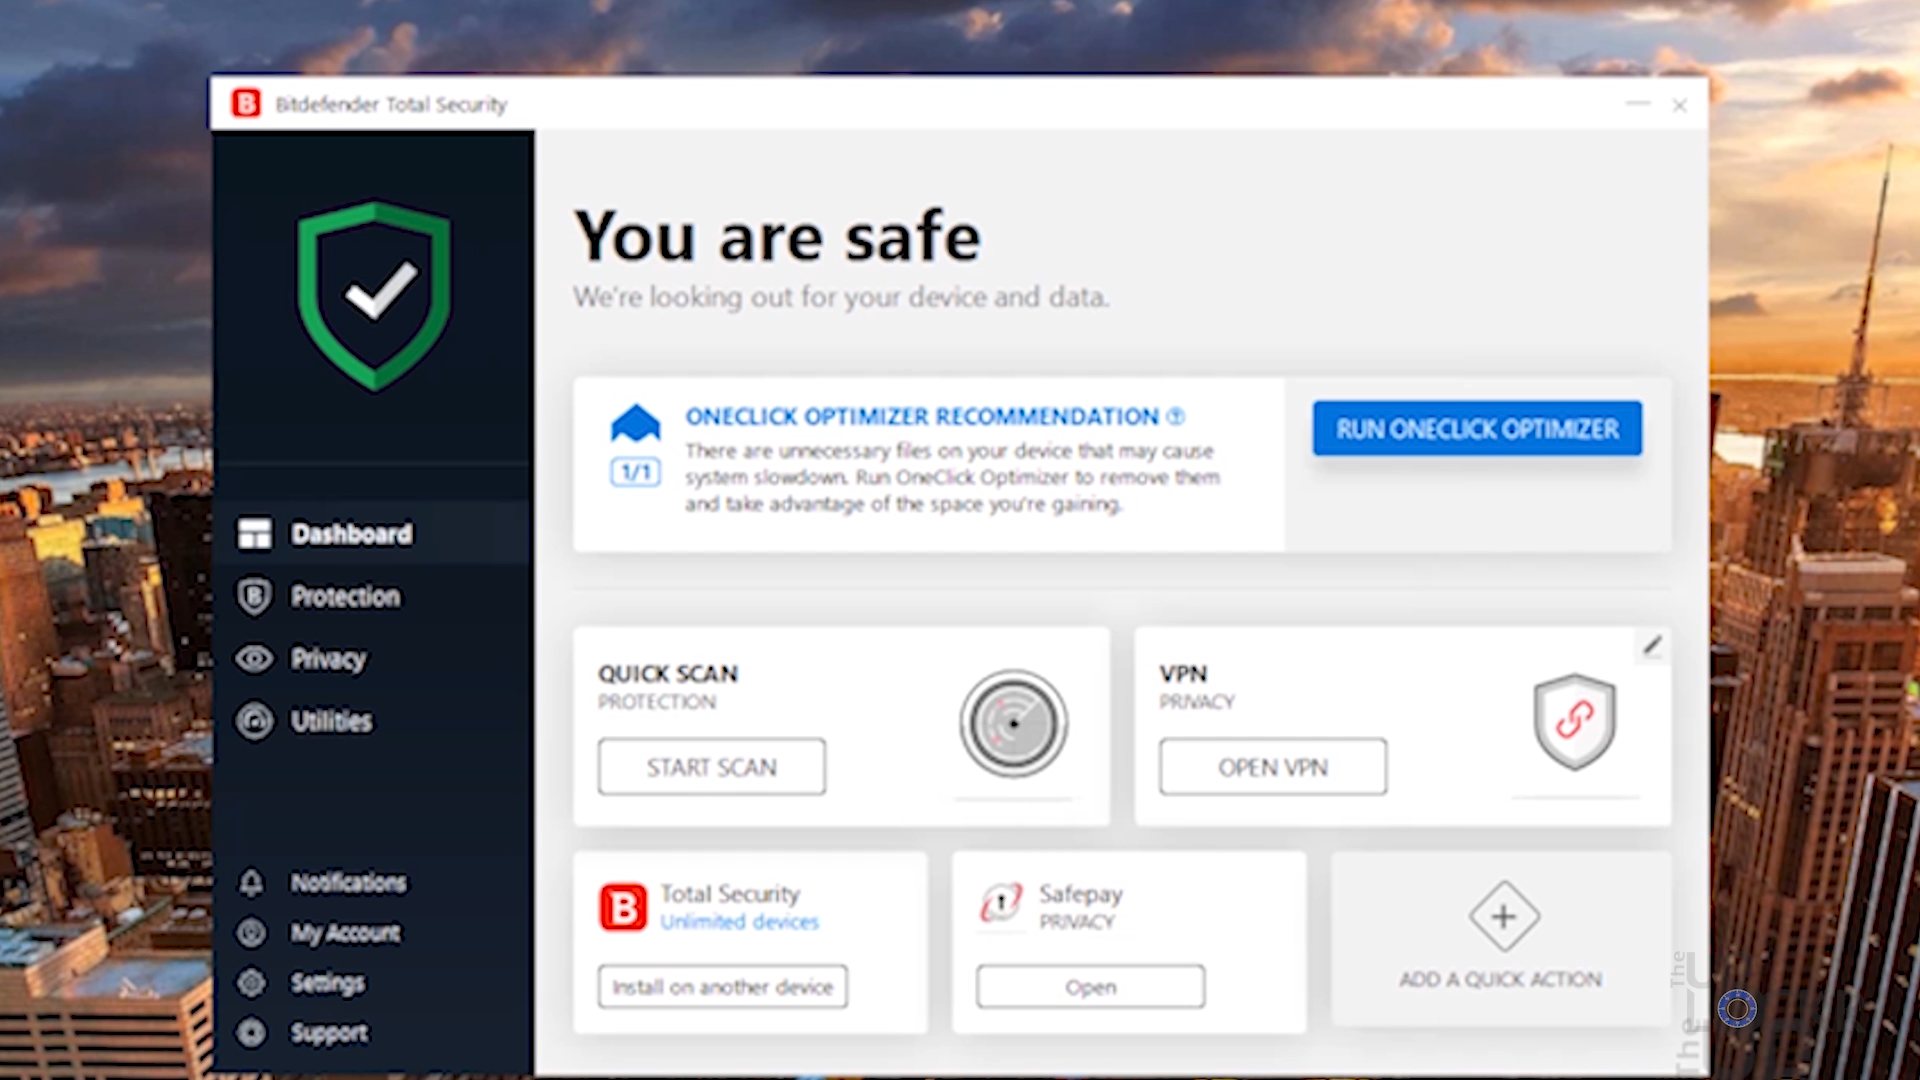 B Bitdefender Total Security
You are safe
We're looking out for your device and data.
ONECLICK OPTIMIZER RECOMMENDATION
1/1
There are unnecessary files on your device that may cause
system slowdown. Run OneClick Optimizer to remove them
and take advantage of the space you're gaining.
RUN ONECLICK OPTIMIZER
Dashboard
B Protection
Privacy
Utilities
Notifications
My Account
Settings
Support
QUICK SCAN
PROTECTION
START SCAN
VPN
PRIVACY
OPEN VPN
B Total Security
Unlimited devices
Install on another device
Safepay
PRIVACY
Open
ADD A QUICK ACTION
The
The